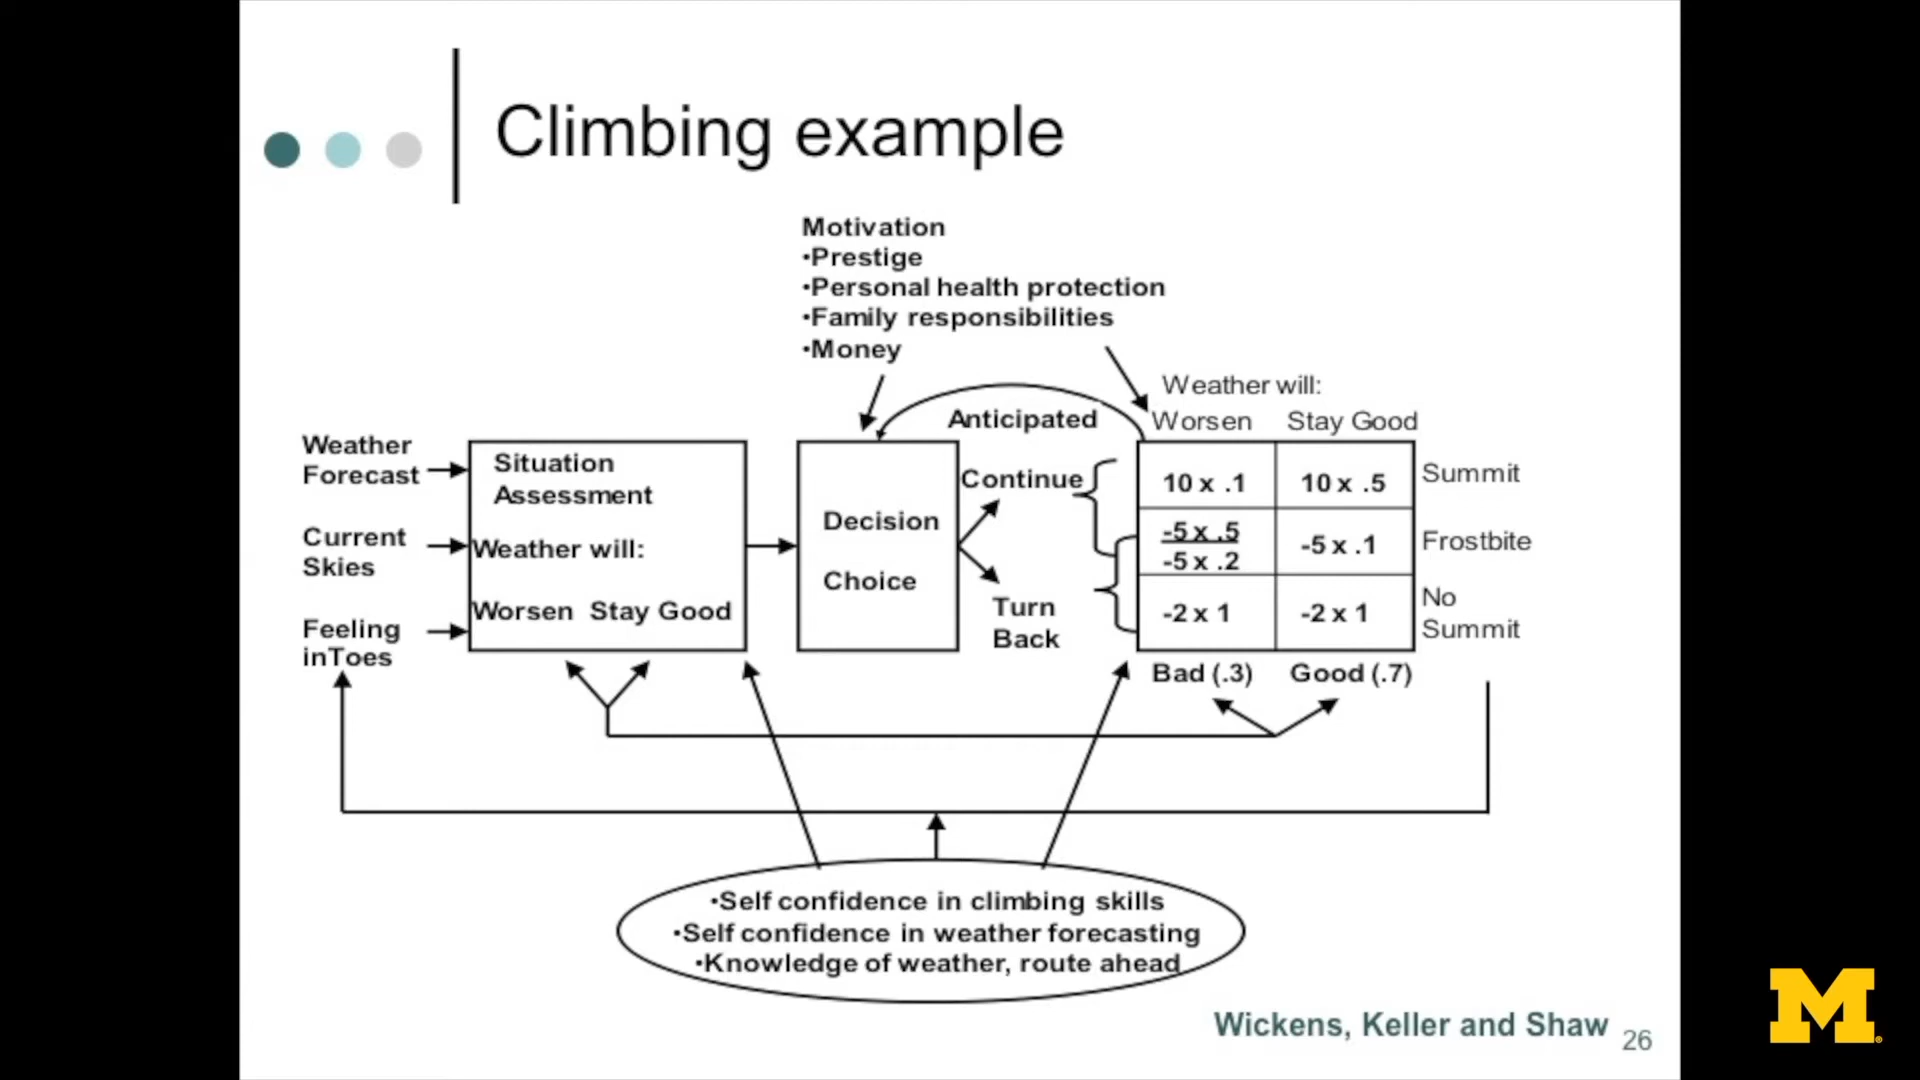 Climbing example
Motivation
•Prestige
•Personal health protection
•Family responsibilities
•Money
Weather will:
Anticipated
Worsen Stay Good
Weather
Forecast
Current
Skies
Feeling
inToes
Situation
Assessment
Weather will:
Worsen Stay Good
Decision
Choice
Continue
Turn
Back
10 x .1 10 x .5 Summit
-5 x .5
-5 x .2 -5 x .1 Frostbite
-2 x 1 -2 x 1 No
Summit
Bad (.3) Good (.7)
•Self confidence in climbing skills
•Self confidence in weather forecasting
•Knowledge of weather, route ahead
Wickens, Keller and Shaw
26
M